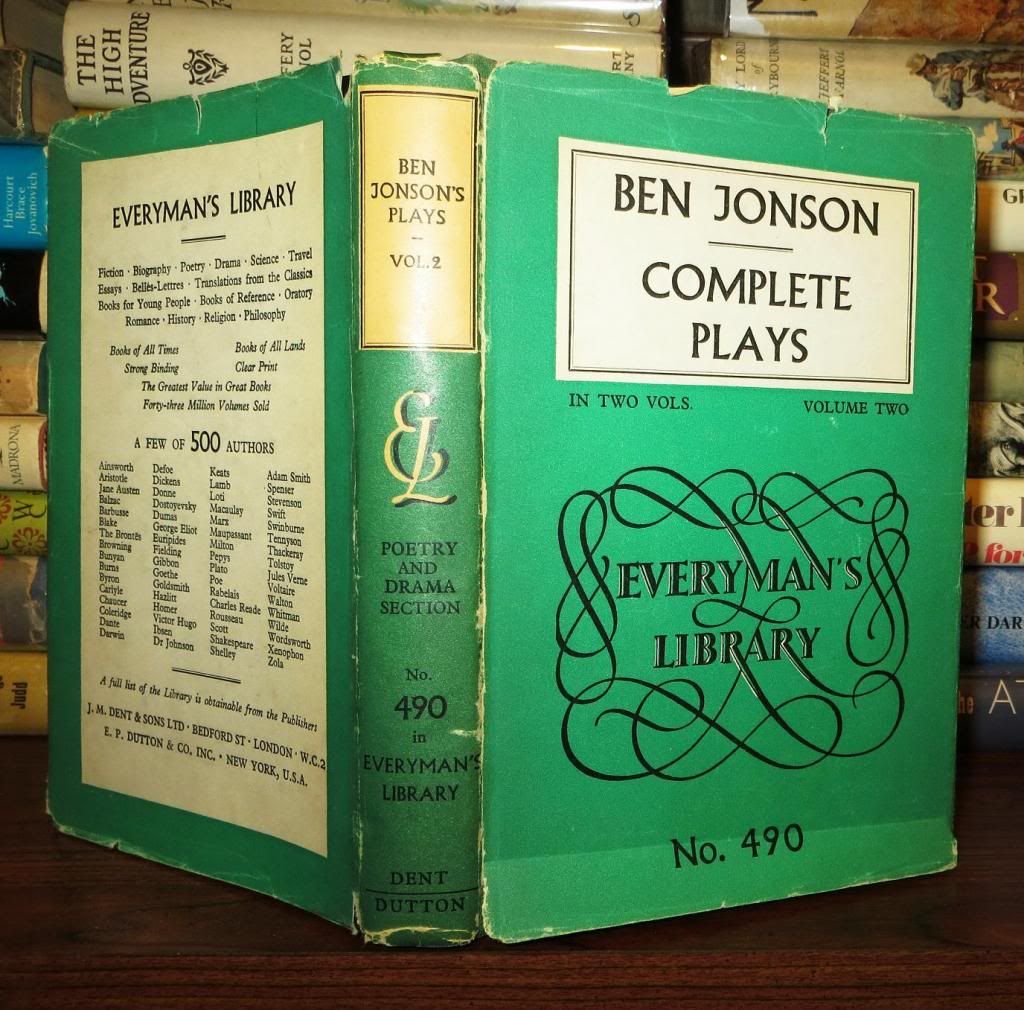 THE
HIGH
ADVENTURE
Harcourt
Brace
Jovanovich
MADRONA
Judd
EVERYMAN'S LIBRARY
Fiction · Biography · Poetry · Drama · Science · Travel
Essays · Belles-Lettres · Translations from the Classics
Books for Young People · Books of Reference · Oratory
Romance · History · Religion · Philosophy
Books of All Times Books of All Lands
Strong Binding Clear Print
The Greatest Value in Great Books
Forty-three Million Volumes Sold
A FEW OF 500 AUTHORS
Ainsworth Defoe Keats Adam Smith
Aristotle Dickens Lamb Spenser
Jane Austen Donne Loti Stevenson
Balzac Dostoyevsky Macaulay Swift
Barbusse Dumas Marx Swinburne
Blake George Eliot Maupassant Tennyson
The Brontës Euripides Milton Thackeray
Browning Fielding Pepys Tolstoy
Bunyan Gibbon Plato Jules Verne
Burns Goethe Poe Voltaire
Byron Goldsmith Rabelais Walton
Carlyle Hazlitt Charles Reade Whitman
Chaucer Homer Rousseau Wilde
Coleridge Victor Hugo Scott Wordsworth
Dante Ibsen Shakespeare Xenophon
Darwin Dr Johnson Shelley Zola
A full list of the Library is obtainable from the Publishers
J. M. DENT & SONS LTD · BEDFORD ST · LONDON · W.C.2
E. P. DUTTON & CO. INC. · NEW YORK, U.S.A.
BEN
JONSON'S
PLAYS
VOL. 2
EL
POETRY
AND
DRAMA
SECTION
No.
490
in
EVERYMAN'S
LIBRARY
DENT
DUTTON
BEN JONSON
COMPLETE
PLAYS
IN TWO VOLS. VOLUME TWO
EVERYMAN'S
LIBRARY
No. 490
JEFFERY
FARNOL